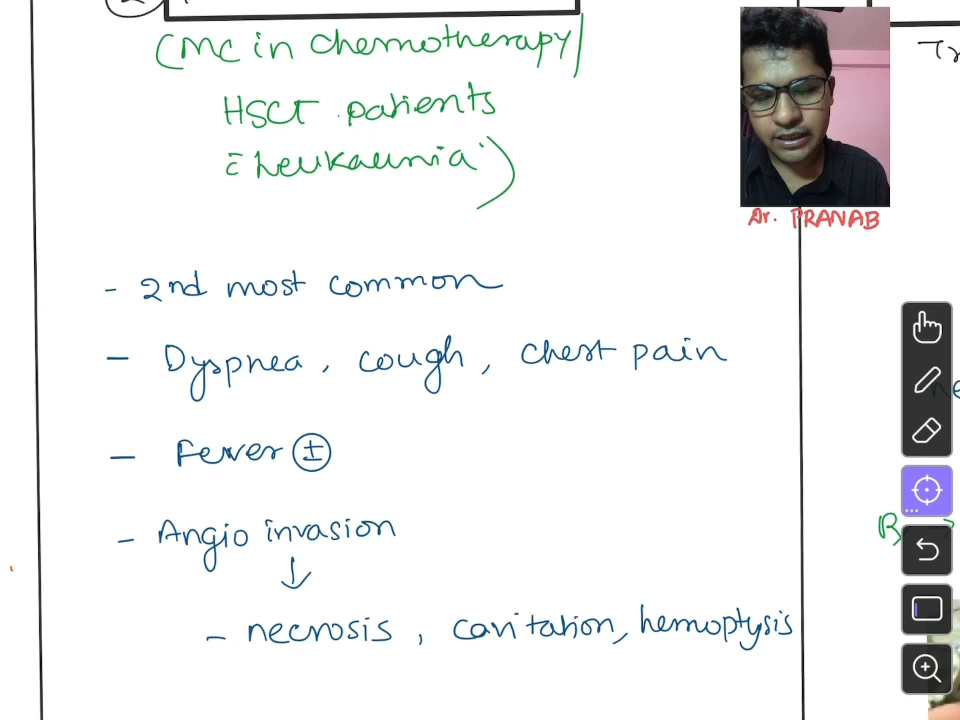 (MC in chemotherapy/
HSCT patients
c̄ Leukaemia)
Dr. PRANAB
- 2nd most common
- Dyspnea, cough, chest pain
- Fever ±
- Angio invasion
↓
- necrosis, cavitation, hemoptysis